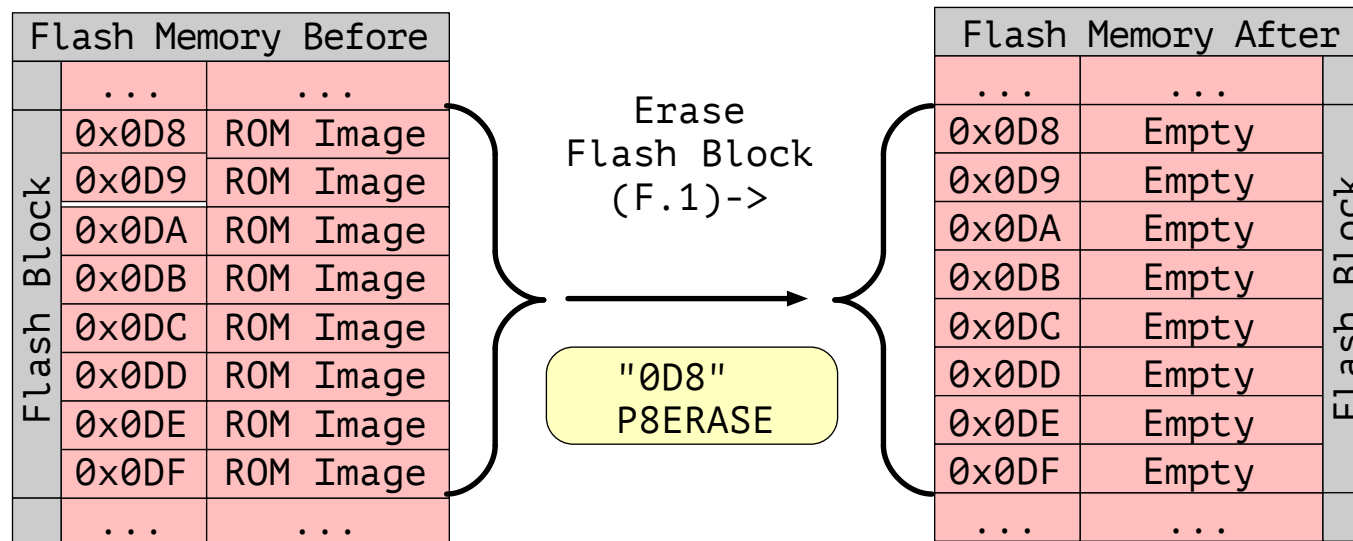 Flash Memory Before
... ...
Flash Block
0x0D8 ROM Image
0x0D9 ROM Image
0x0DA ROM Image
0x0DB ROM Image
0x0DC ROM Image
0x0DD ROM Image
0x0DE ROM Image
0x0DF ROM Image
... ...
Erase
Flash Block
(F.1)->
"0D8"
P8ERASE
Flash Memory After
... ...
0x0D8 Empty
0x0D9 Empty
0x0DA Empty
0x0DB Empty
0x0DC Empty
0x0DD Empty
0x0DE Empty
0x0DF Empty
Flash Block
... ...